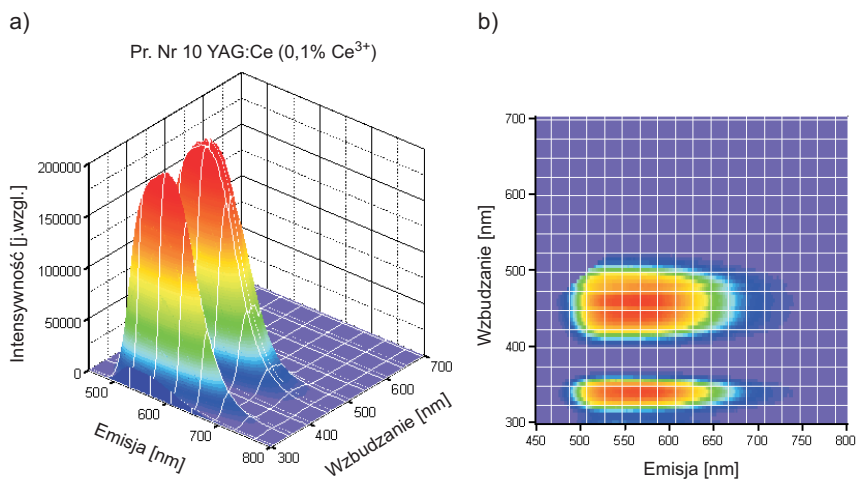 a)
Pr. Nr 10 YAG:Ce (0,1% Ce³⁺)
Intensywność [j.wzgl.]
200000
150000
100000
50000
0
500
600
700
800
Emisja [nm]
300
400
500
600
700
Wzbudzanie [nm]
b)
Wzbudzanie [nm]
700
600
500
400
300
450 500 550 600 650 700 750 800
Emisja [nm]